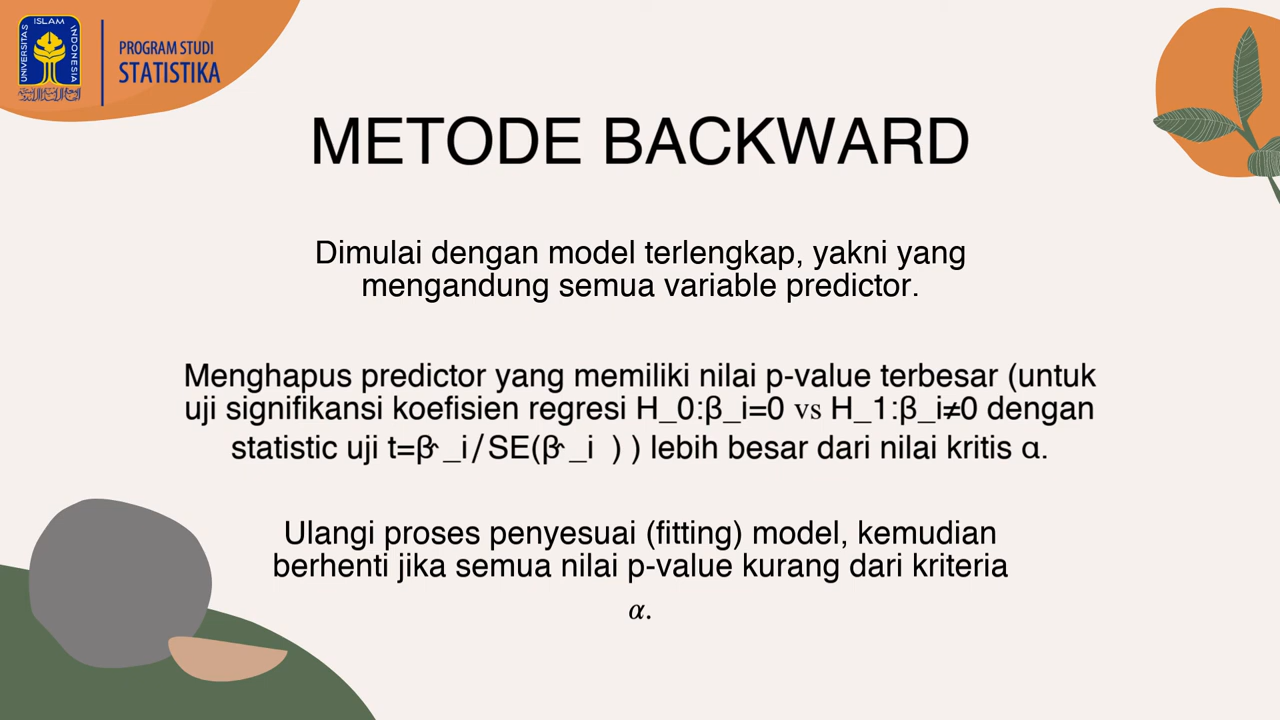 UNIVERSITAS ISLAM INDONESIA
PROGRAM STUDI
STATISTIKA
METODE BACKWARD
Dimulai dengan model terlengkap, yakni yang
mengandung semua variable predictor.
Menghapus predictor yang memiliki nilai p-value terbesar (untuk
uji signifikansi koefisien regresi H_0:β_i=0 vs H_1:β_i≠0 dengan
statistic uji t=β ̂_i/SE(β ̂_i  ) ) lebih besar dari nilai kritis α.
Ulangi proses penyesuai (fitting) model, kemudian
berhenti jika semua nilai p-value kurang dari kriteria
α.